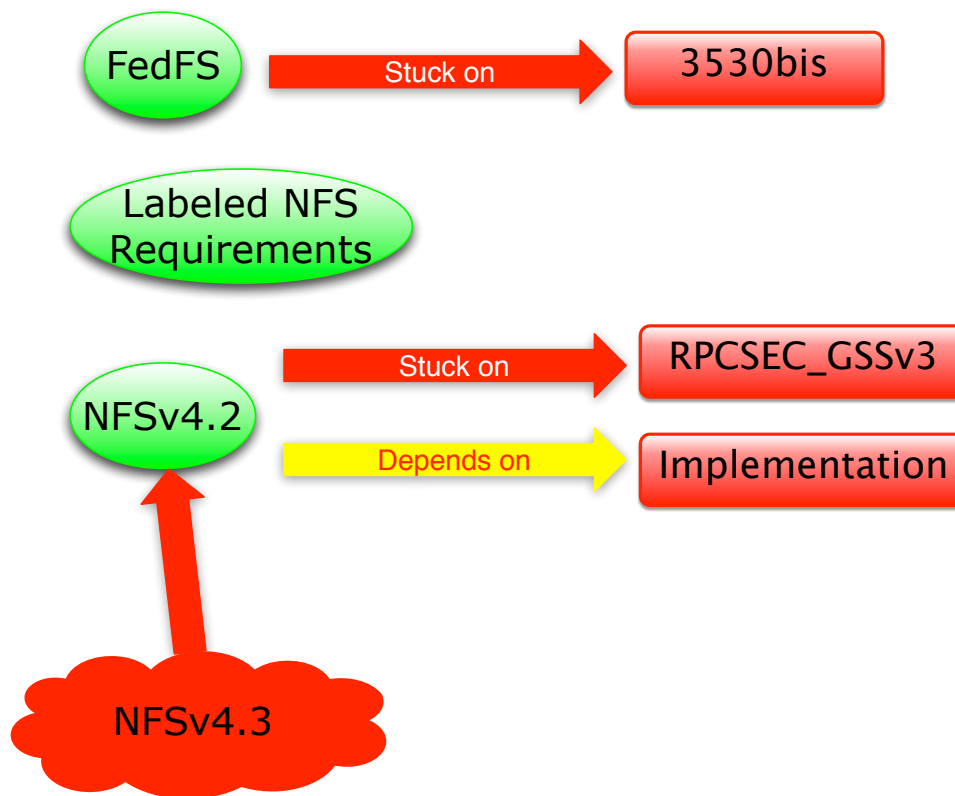 FedFS
Stuck on
3530bis
Labeled NFS
Requirements
Stuck on
RPCSEC_GSSv3
NFSv4.2
Depends on
Implementation
NFSv4.3